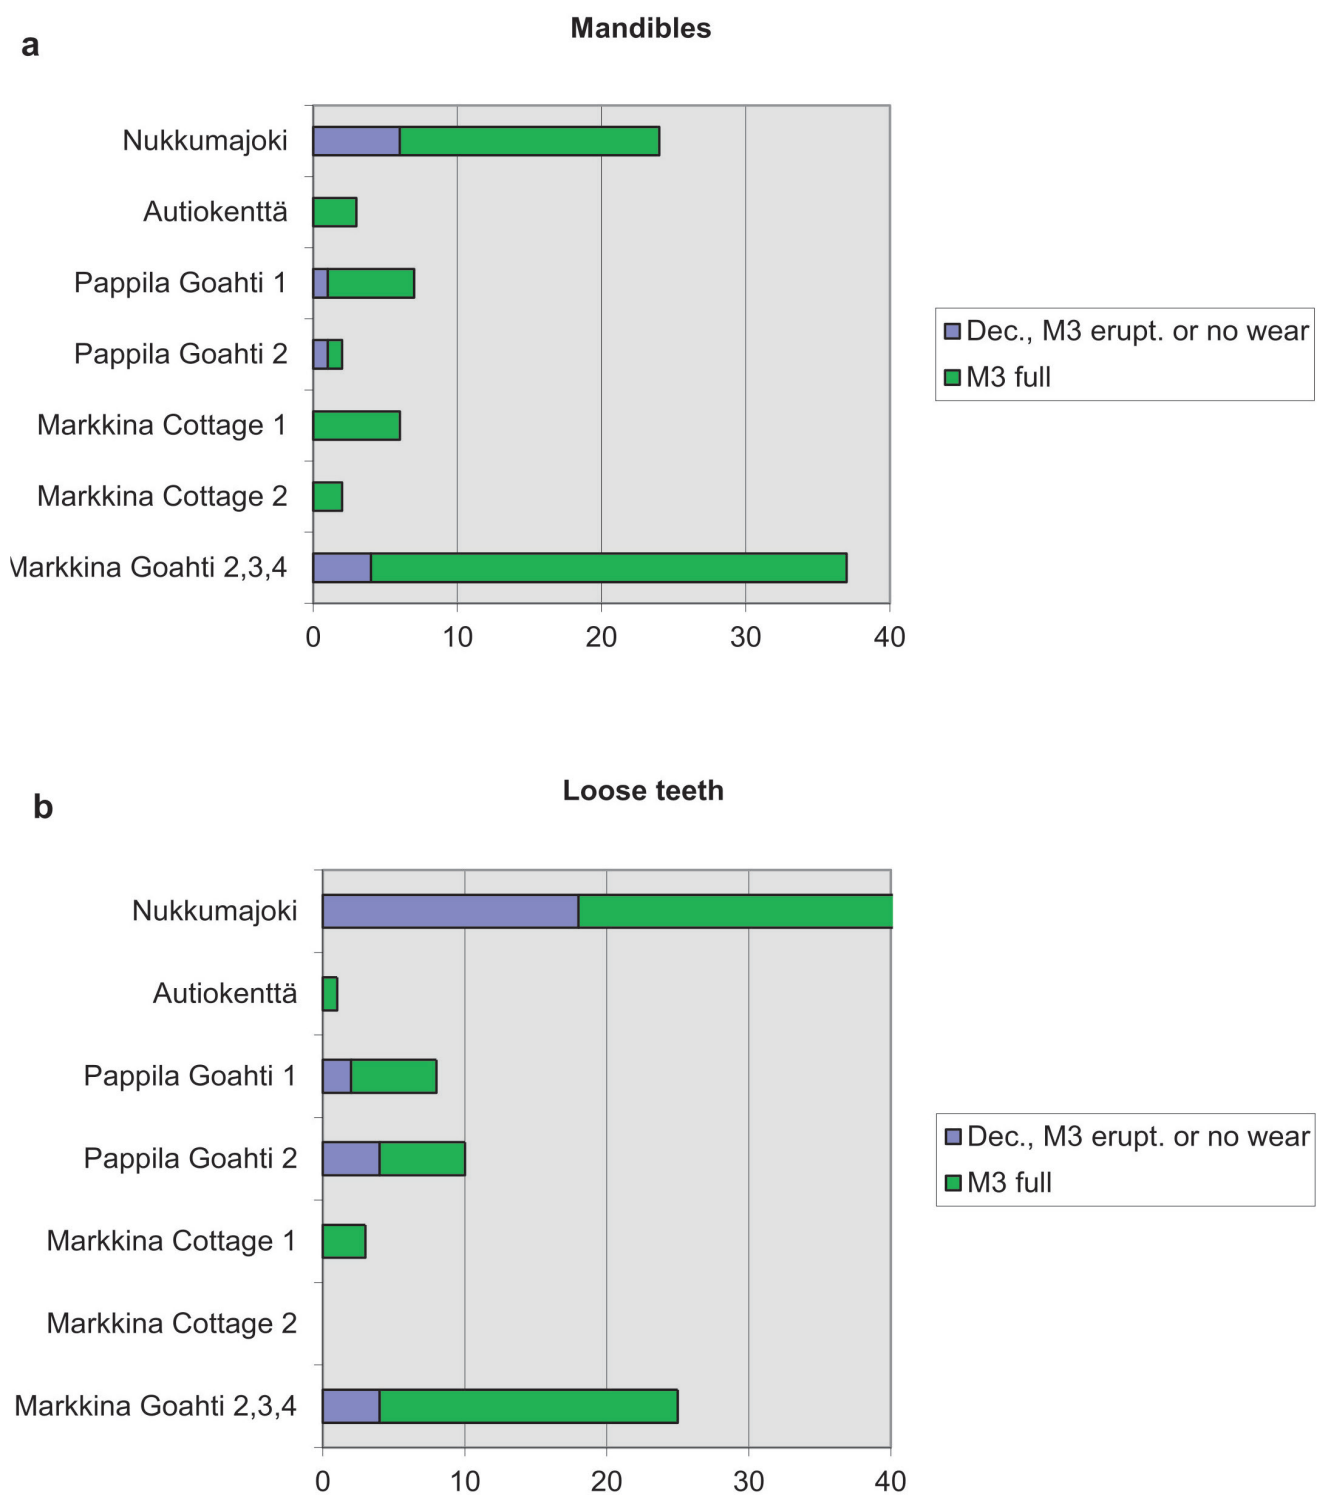 a
Mandibles
Nukkumajoki
Autiokenttä
Pappila Goahti 1
Pappila Goahti 2
Markkina Cottage 1
Markkina Cottage 2
Markkina Goahti 2,3,4
0 10 20 30 40
Dec., M3 erupt. or no wear
M3 full
b
Loose teeth
Nukkumajoki
Autiokenttä
Pappila Goahti 1
Pappila Goahti 2
Markkina Cottage 1
Markkina Cottage 2
Markkina Goahti 2,3,4
0 10 20 30 40
Dec., M3 erupt. or no wear
M3 full